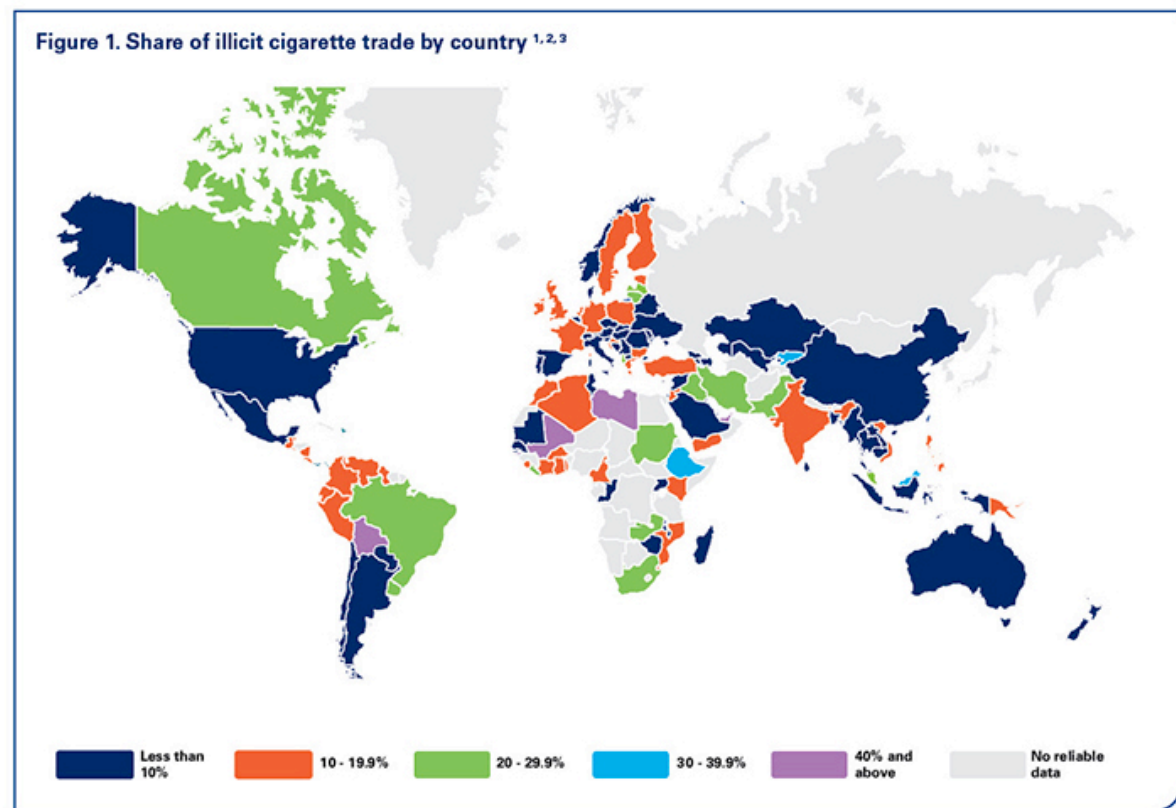 Figure 1. Share of illicit cigarette trade by country 1, 2, 3
Less than
10%
10 - 19.9%
20 - 29.9%
30 - 39.9%
40% and
above
No reliable
data